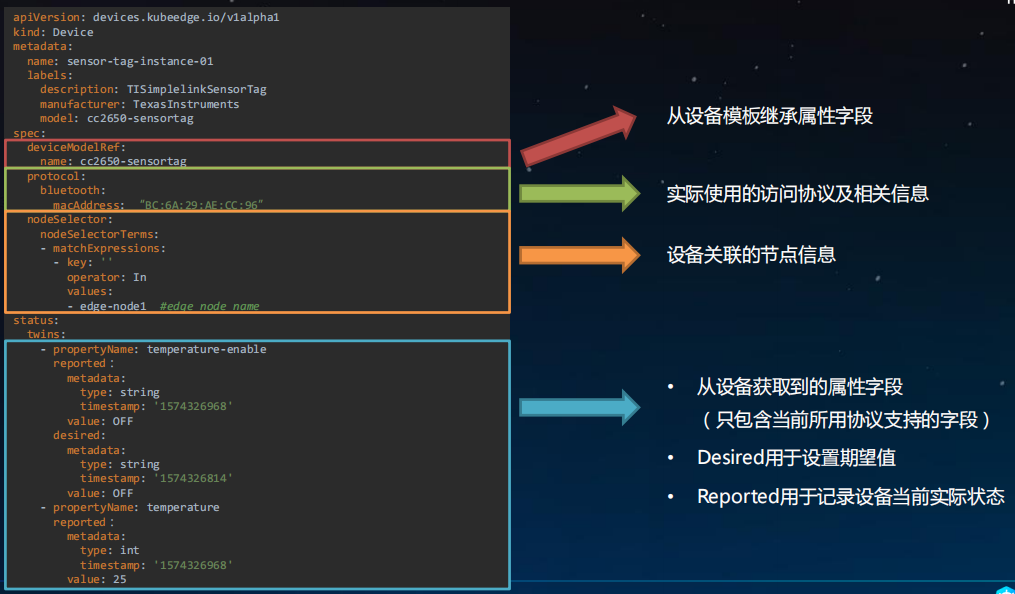 apiVersion: devices.kubeedge.io/v1alpha1
kind: Device
metadata:
  name: sensor-tag-instance-01
  labels:
    description: TISimplelinkSensorTag
    manufacturer: TexasInstruments
    model: cc2650-sensortag
spec:
  deviceModelRef:
    name: cc2650-sensortag
  protocol:
    bluetooth:
      macAddress:  "BC:6A:29:AE:CC:96"
  nodeSelector:
    nodeSelectorTerms:
    - matchExpressions:
      - key: ''
        operator: In
        values:
        - edge-node1  #edge node name
status:
  twins:
    - propertyName: temperature-enable
      reported:
        metadata:
          type: string
          timestamp: '1574326968'
        value: OFF
      desired:
        metadata:
          type: string
          timestamp: '1574326814'
        value: OFF
    - propertyName: temperature
      reported:
        metadata:
          type: int
          timestamp: '1574326968'
        value: 25
从设备模板继承属性字段
实际使用的访问协议及相关信息
设备关联的节点信息
• 从设备获取到的属性字段
（只包含当前所用协议支持的字段）
• Desired用于设置期望值
• Reported用于记录设备当前实际状态